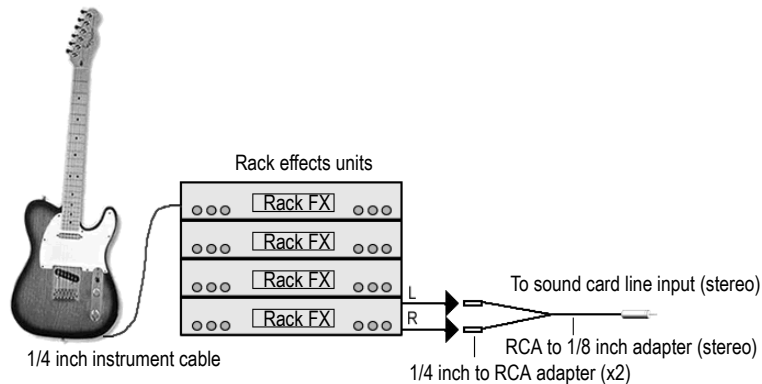 Rack effects units
Rack FX
Rack FX
Rack FX
Rack FX
L
R
To sound card line input (stereo)
RCA to 1/8 inch adapter (stereo)
1/4 inch to RCA adapter (x2)
1/4 inch instrument cable